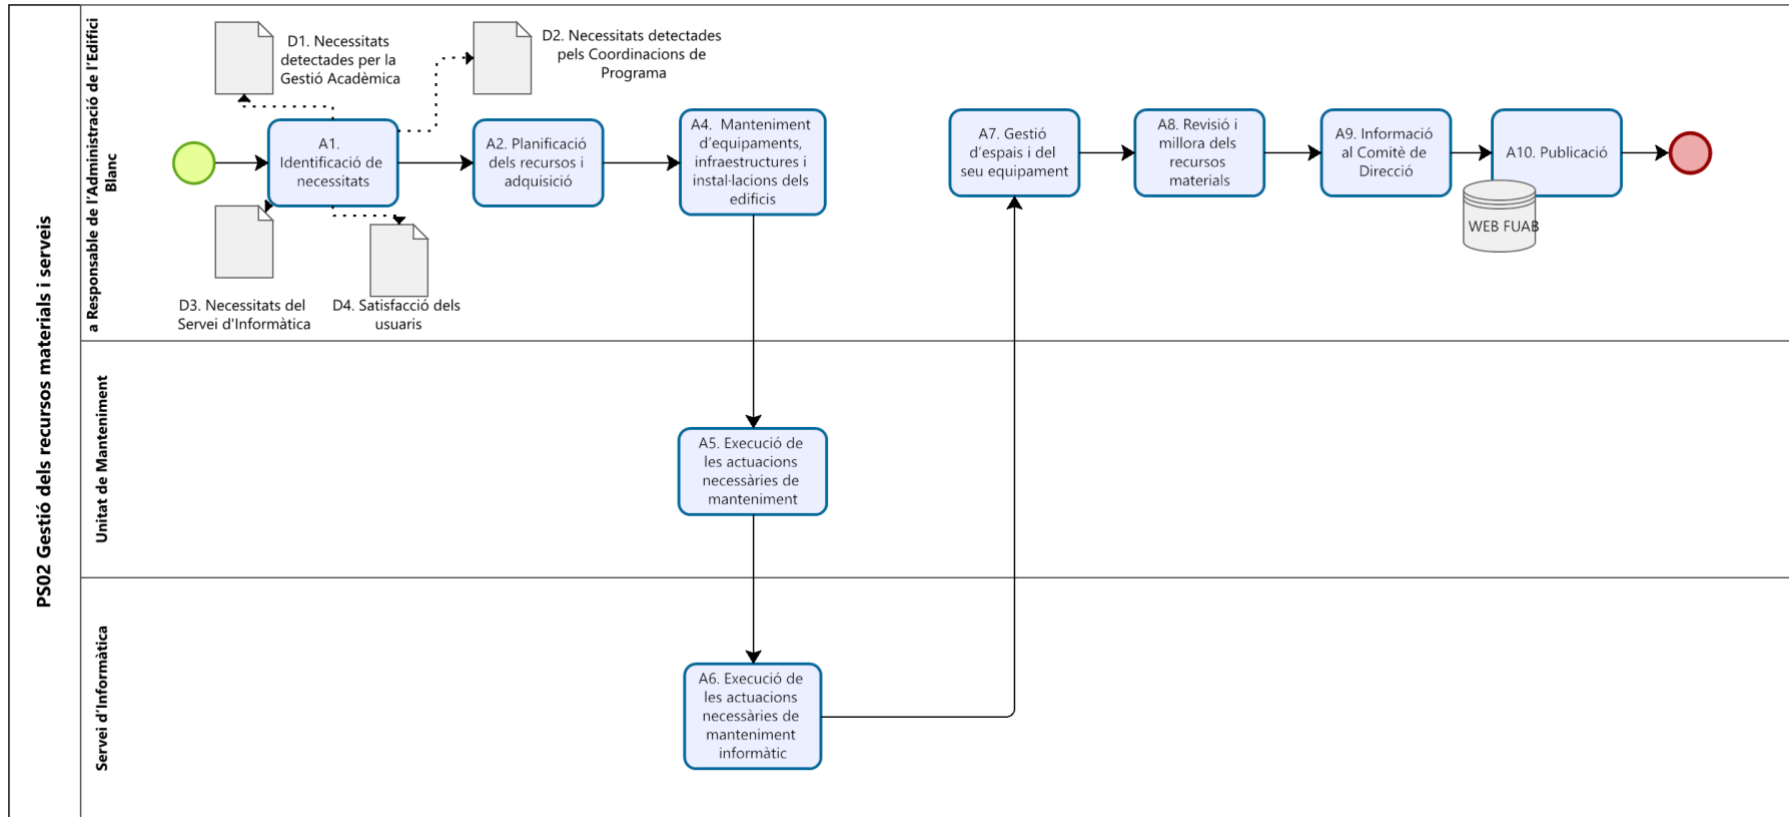 PS02 Gestió dels recursos materials i serveis
a Responsable de l'Administració de l'Edifici
Blanc
D1. Necessitats
detectades per la
Gestió Acadèmica
D2. Necessitats detectades
pels Coordinacions de
Programa
A1.
Identificació de
necessitats
A2. Planificació
dels recursos i
adquisició
A4. Manteniment
d'equipaments,
infraestructures i
instal·lacions dels
edificis
A7. Gestió
d'espais i del
seu equipament
A8. Revisió i
millora dels
recursos
materials
A9. Informació
al Comitè de
Direcció
A10. Publicació
WEB FUAB
D3. Necessitats del
Servei d'Informàtica
D4. Satisfacció dels
usuaris
Unitat de Manteniment
A5. Execució de
les actuacions
necessàries de
manteniment
Servei d'Informàtica
A6. Execució de
les actuacions
necessàries de
manteniment
informàtic